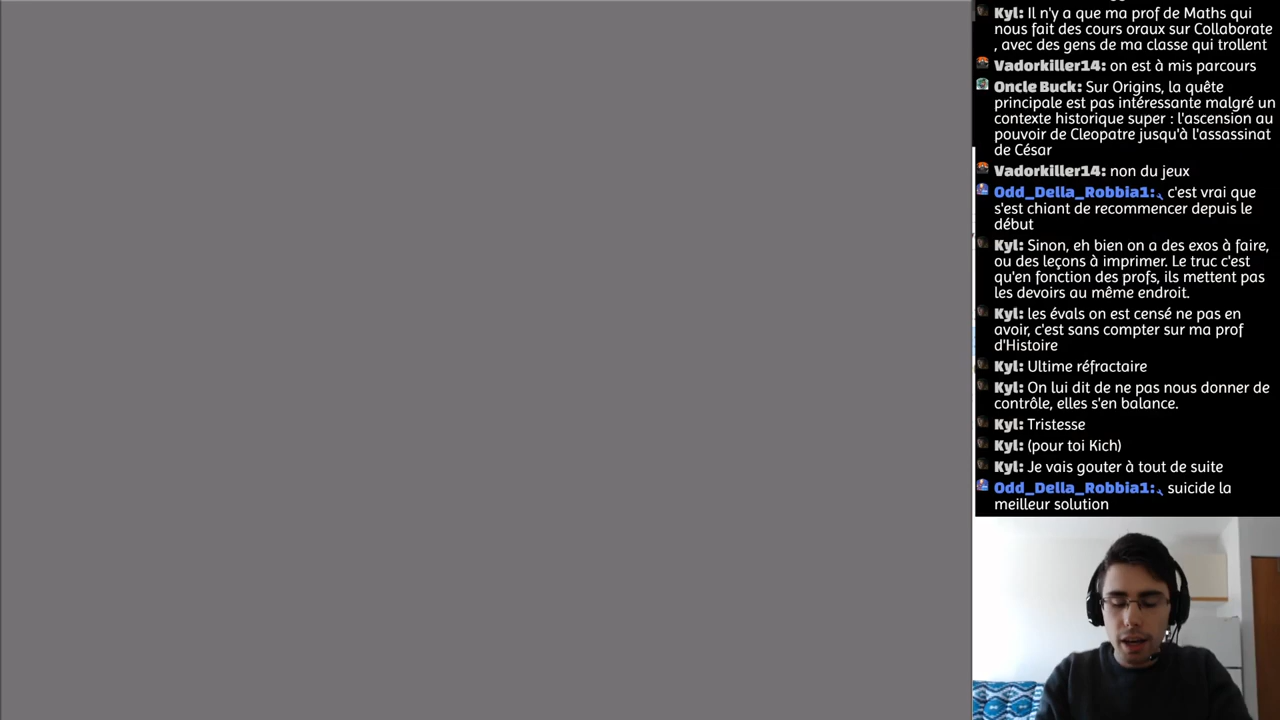 Kyl: Il n'y a que ma prof de Maths qui
nous fait des cours oraux sur Collaborate
, avec des gens de ma classe qui trollent
Vadorkiller14: on est à mis parcours
Oncle Buck: Sur Origins, la quête
principale est pas intéressante malgré un
contexte historique super : l'ascension au
pouvoir de Cleopatre jusqu'à l'assassinat
de César
Vadorkiller14: non du jeux
Odd_Della_Robbia1: c'est vrai que
s'est chiant de recommencer depuis le
début
Kyl: Sinon, eh bien on a des exos à faire,
ou des leçons à imprimer. Le truc c'est
qu'en fonction des profs, ils mettent pas
les devoirs au même endroit.
Kyl: les évals on est censé ne pas en
avoir, c'est sans compter sur ma prof
d'Histoire
Kyl: Ultime réfractaire
Kyl: On lui dit de ne pas nous donner de
contrôle, elles s'en balance.
Kyl: Tristesse
Kyl: (pour toi Kich)
Kyl: Je vais gouter à tout de suite
Odd_Della_Robbia1: suicide la
meilleur solution